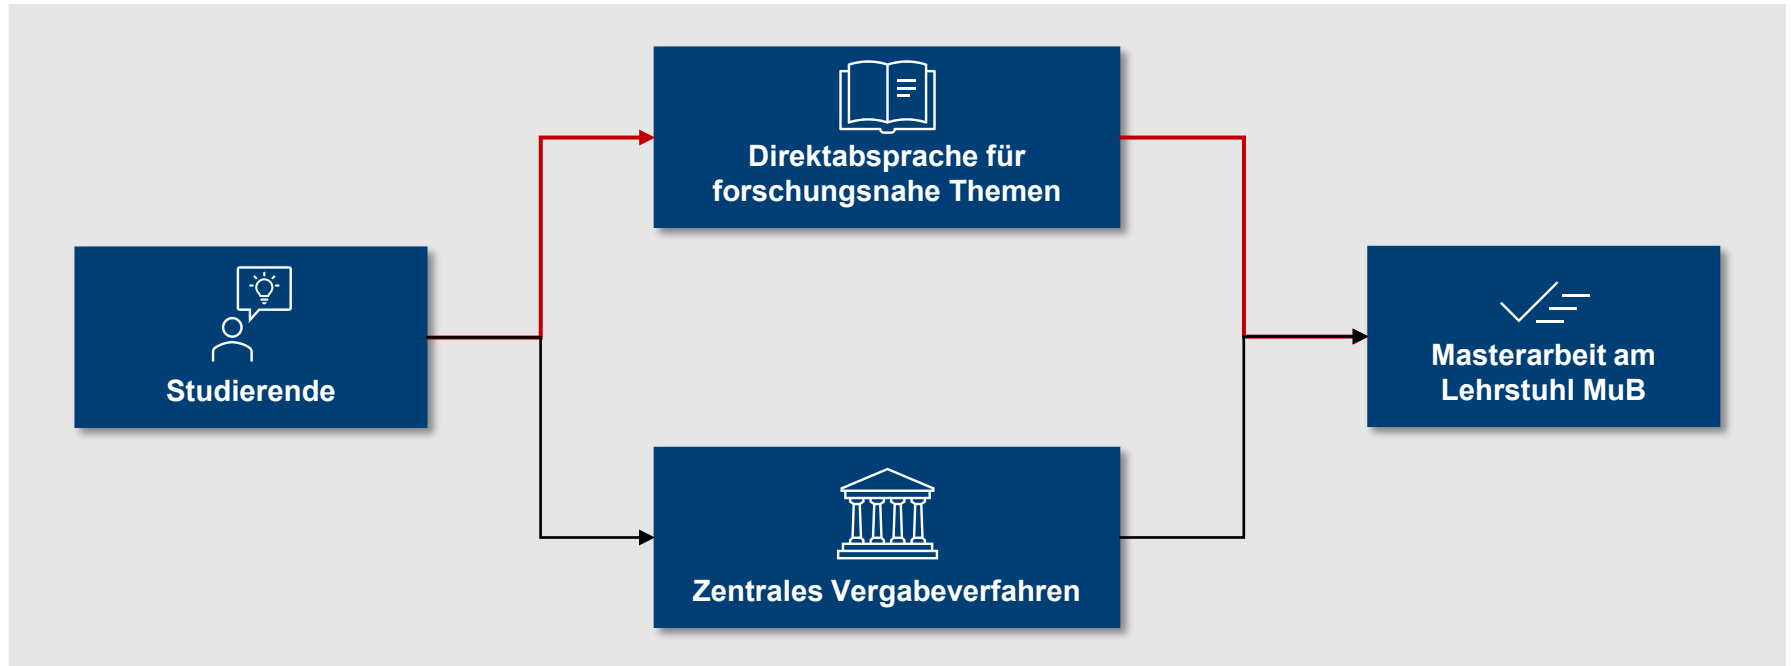 Direktabsprache für
forschungsnahe Themen
Studierende
Masterarbeit am
Lehrstuhl MuB
Zentrales Vergabeverfahren